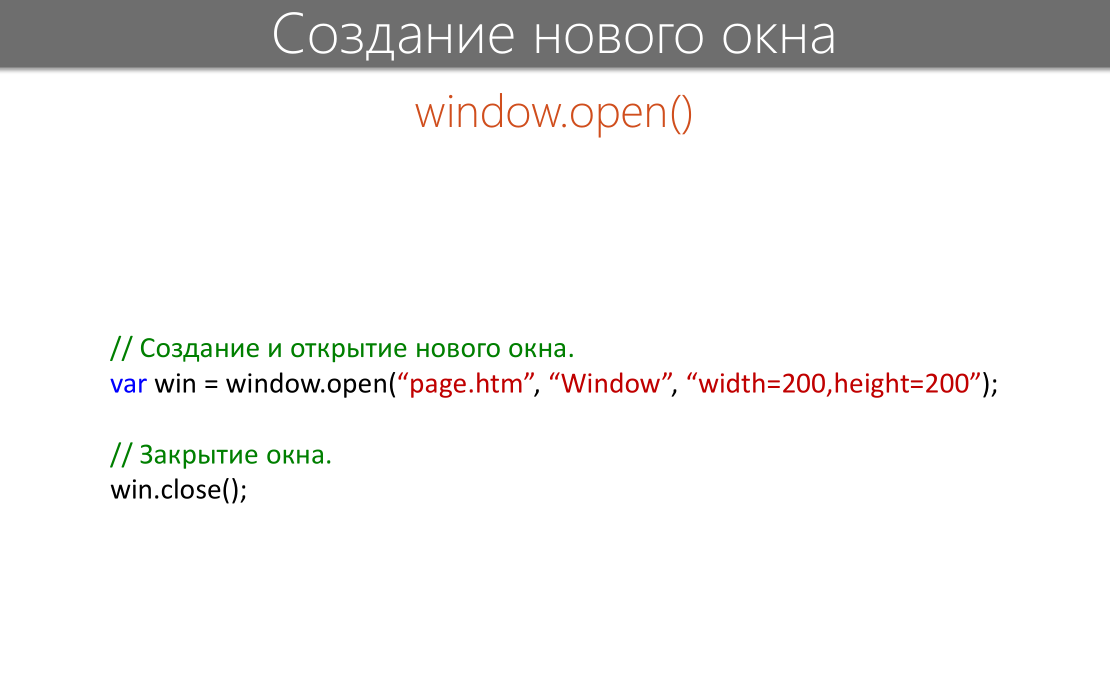 Создание нового окна
window.open()
// Создание и открытие нового окна.
var win = window.open(“page.htm”, “Window”, “width=200,height=200”);
// Закрытие окна.
win.close();